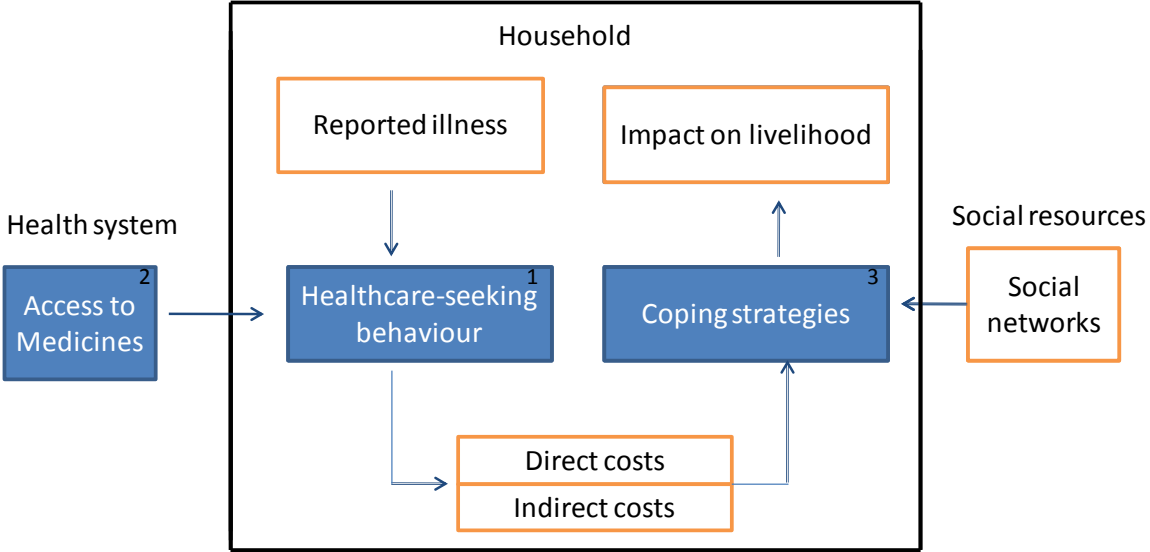 Household
Reported illness
Impact on livelihood
Health system
Social resources
2
Access to
Medicines
1
Healthcare-seeking
behaviour
3
Coping strategies
Social
networks
Direct costs
Indirect costs